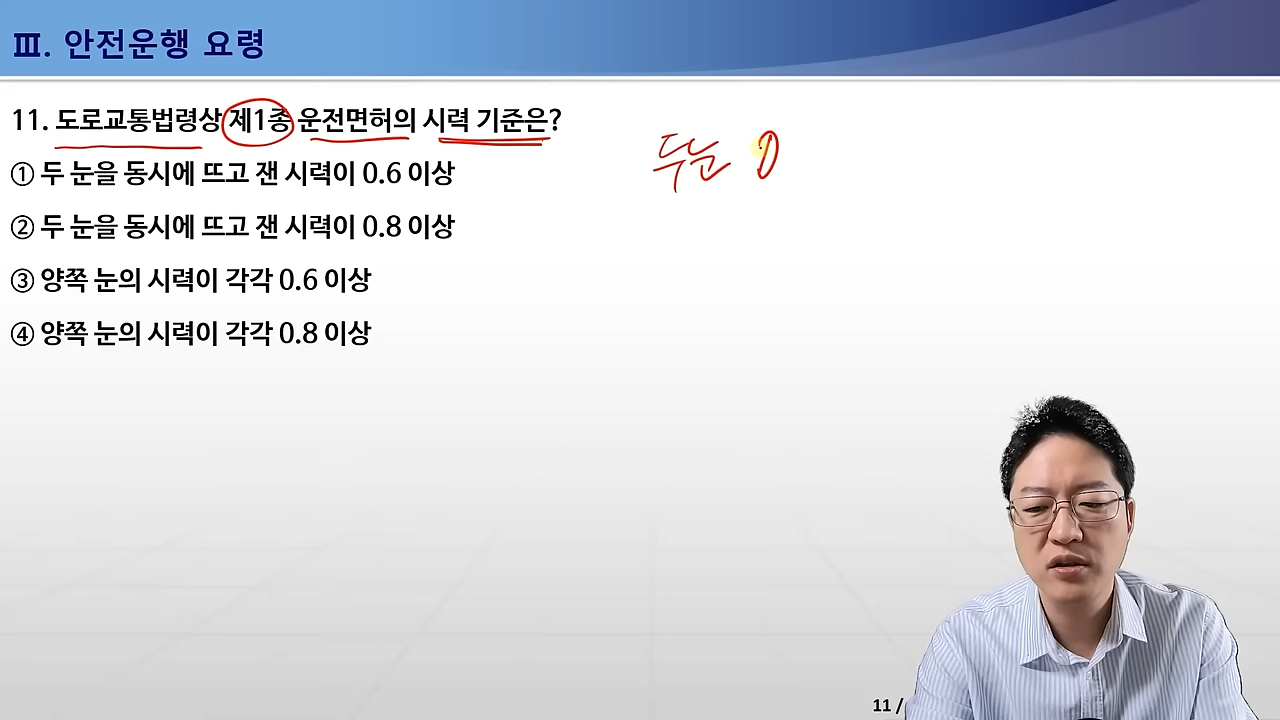 Ⅲ. 안전운행 요령
11. 도로교통법령상 제1종 운전면허의 시력 기준은?
두눈 0
① 두 눈을 동시에 뜨고 잰 시력이 0.6 이상
② 두 눈을 동시에 뜨고 잰 시력이 0.8 이상
③ 양쪽 눈의 시력이 각각 0.6 이상
④ 양쪽 눈의 시력이 각각 0.8 이상
11 /